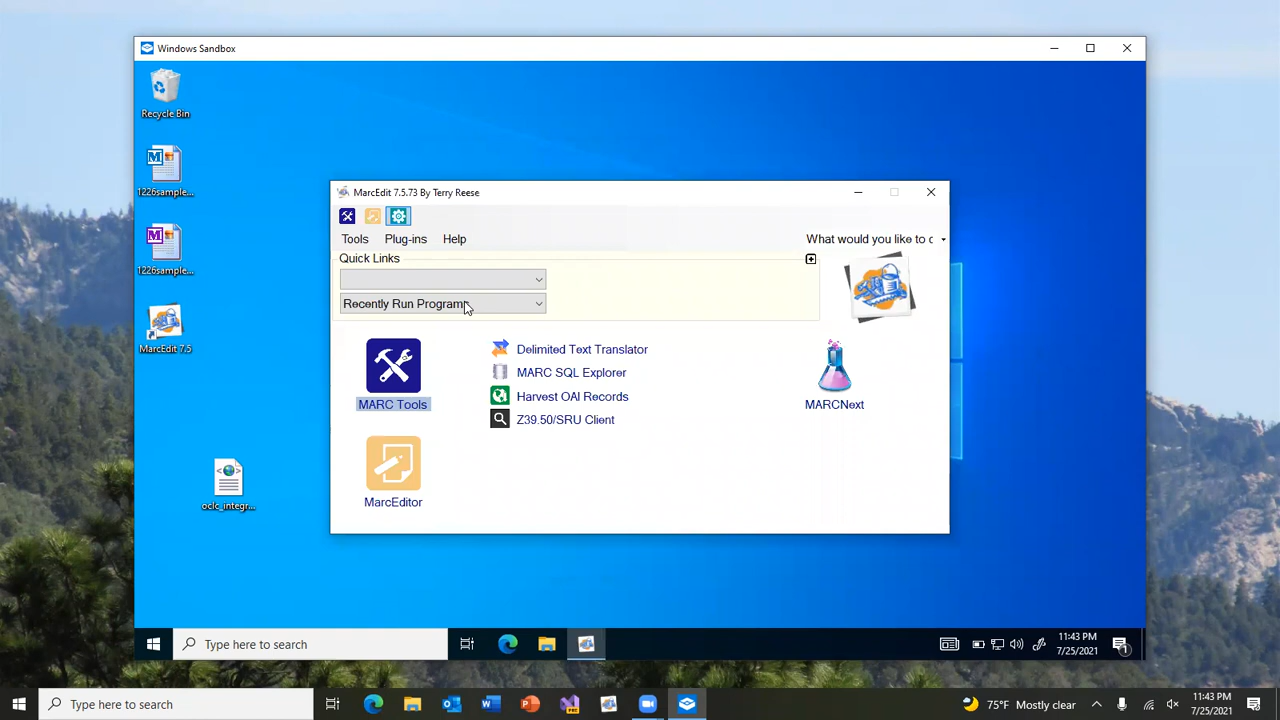 Windows Sandbox
Recycle Bin
1226sample...
1226sample...
MarcEdit 7.5
oclc_integr...
MarcEdit 7.5.73 By Terry Reese
Tools Plug-ins Help
What would you like to c
Quick Links
Recently Run Programs
MARC Tools
MarcEditor
Delimited Text Translator
MARC SQL Explorer
Harvest OAI Records
Z39.50/SRU Client
MARCNext
Type here to search
11:43 PM
7/25/2021
1
Type here to search
75°F Mostly clear
11:43 PM
7/25/2021